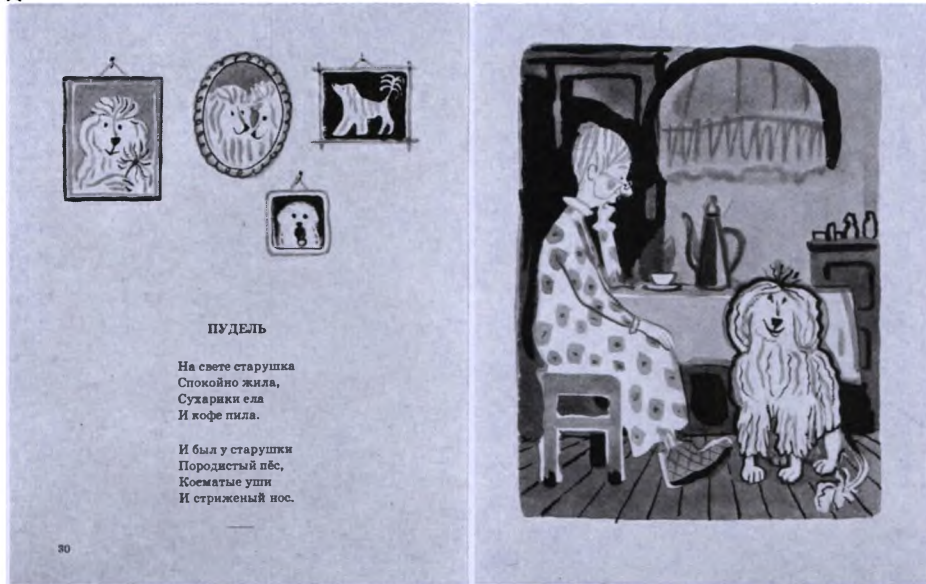 ПУДЕЛЬ
На свете старушка
Спокойно жила,
Сухарики ела
И кофе пила.
И был у старушки
Породистый пёс,
Косматые уши
И стриженый нос.
30